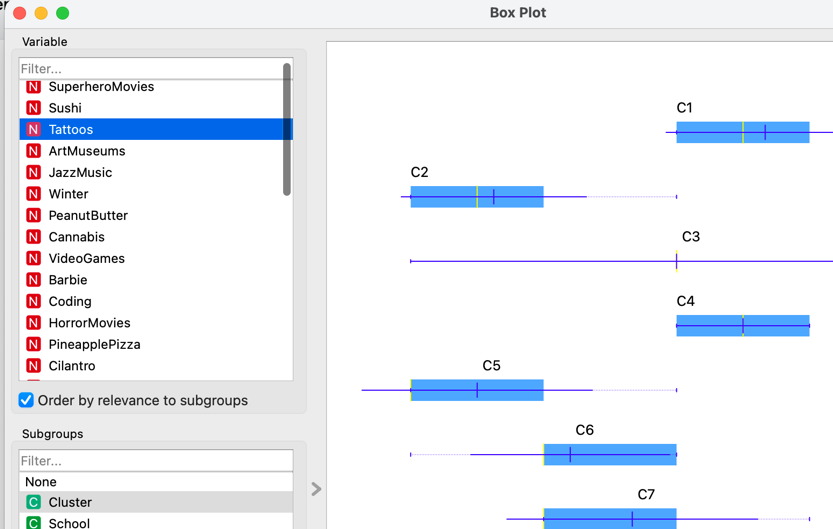 Box Plot
Variable
Filter...
N SuperheroMovies
N Sushi
N Tattoos
N ArtMuseums
N JazzMusic
N Winter
N PeanutButter
N Cannabis
N VideoGames
N Barbie
N Coding
N HorrorMovies
N PineapplePizza
N Cilantro
Order by relevance to subgroups
Subgroups
Filter...
None
C Cluster
C School
C1
C2
C3
C4
C5
C6
C7